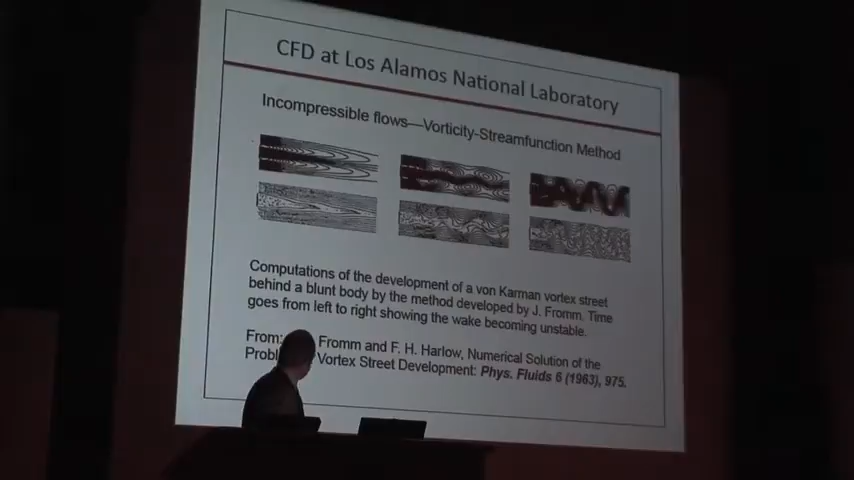 CFD at Los Alamos National Laboratory
Incompressible flows—Vorticity-Streamfunction Method
Computations of the development of a von Karman vortex street
behind a blunt body by the method developed by J. Fromm. Time
goes from left to right showing the wake becoming unstable.
From: Fromm and F. H. Harlow, Numerical Solution of the
Vortex Street Development: Phys. Fluids 6 (1963), 975.